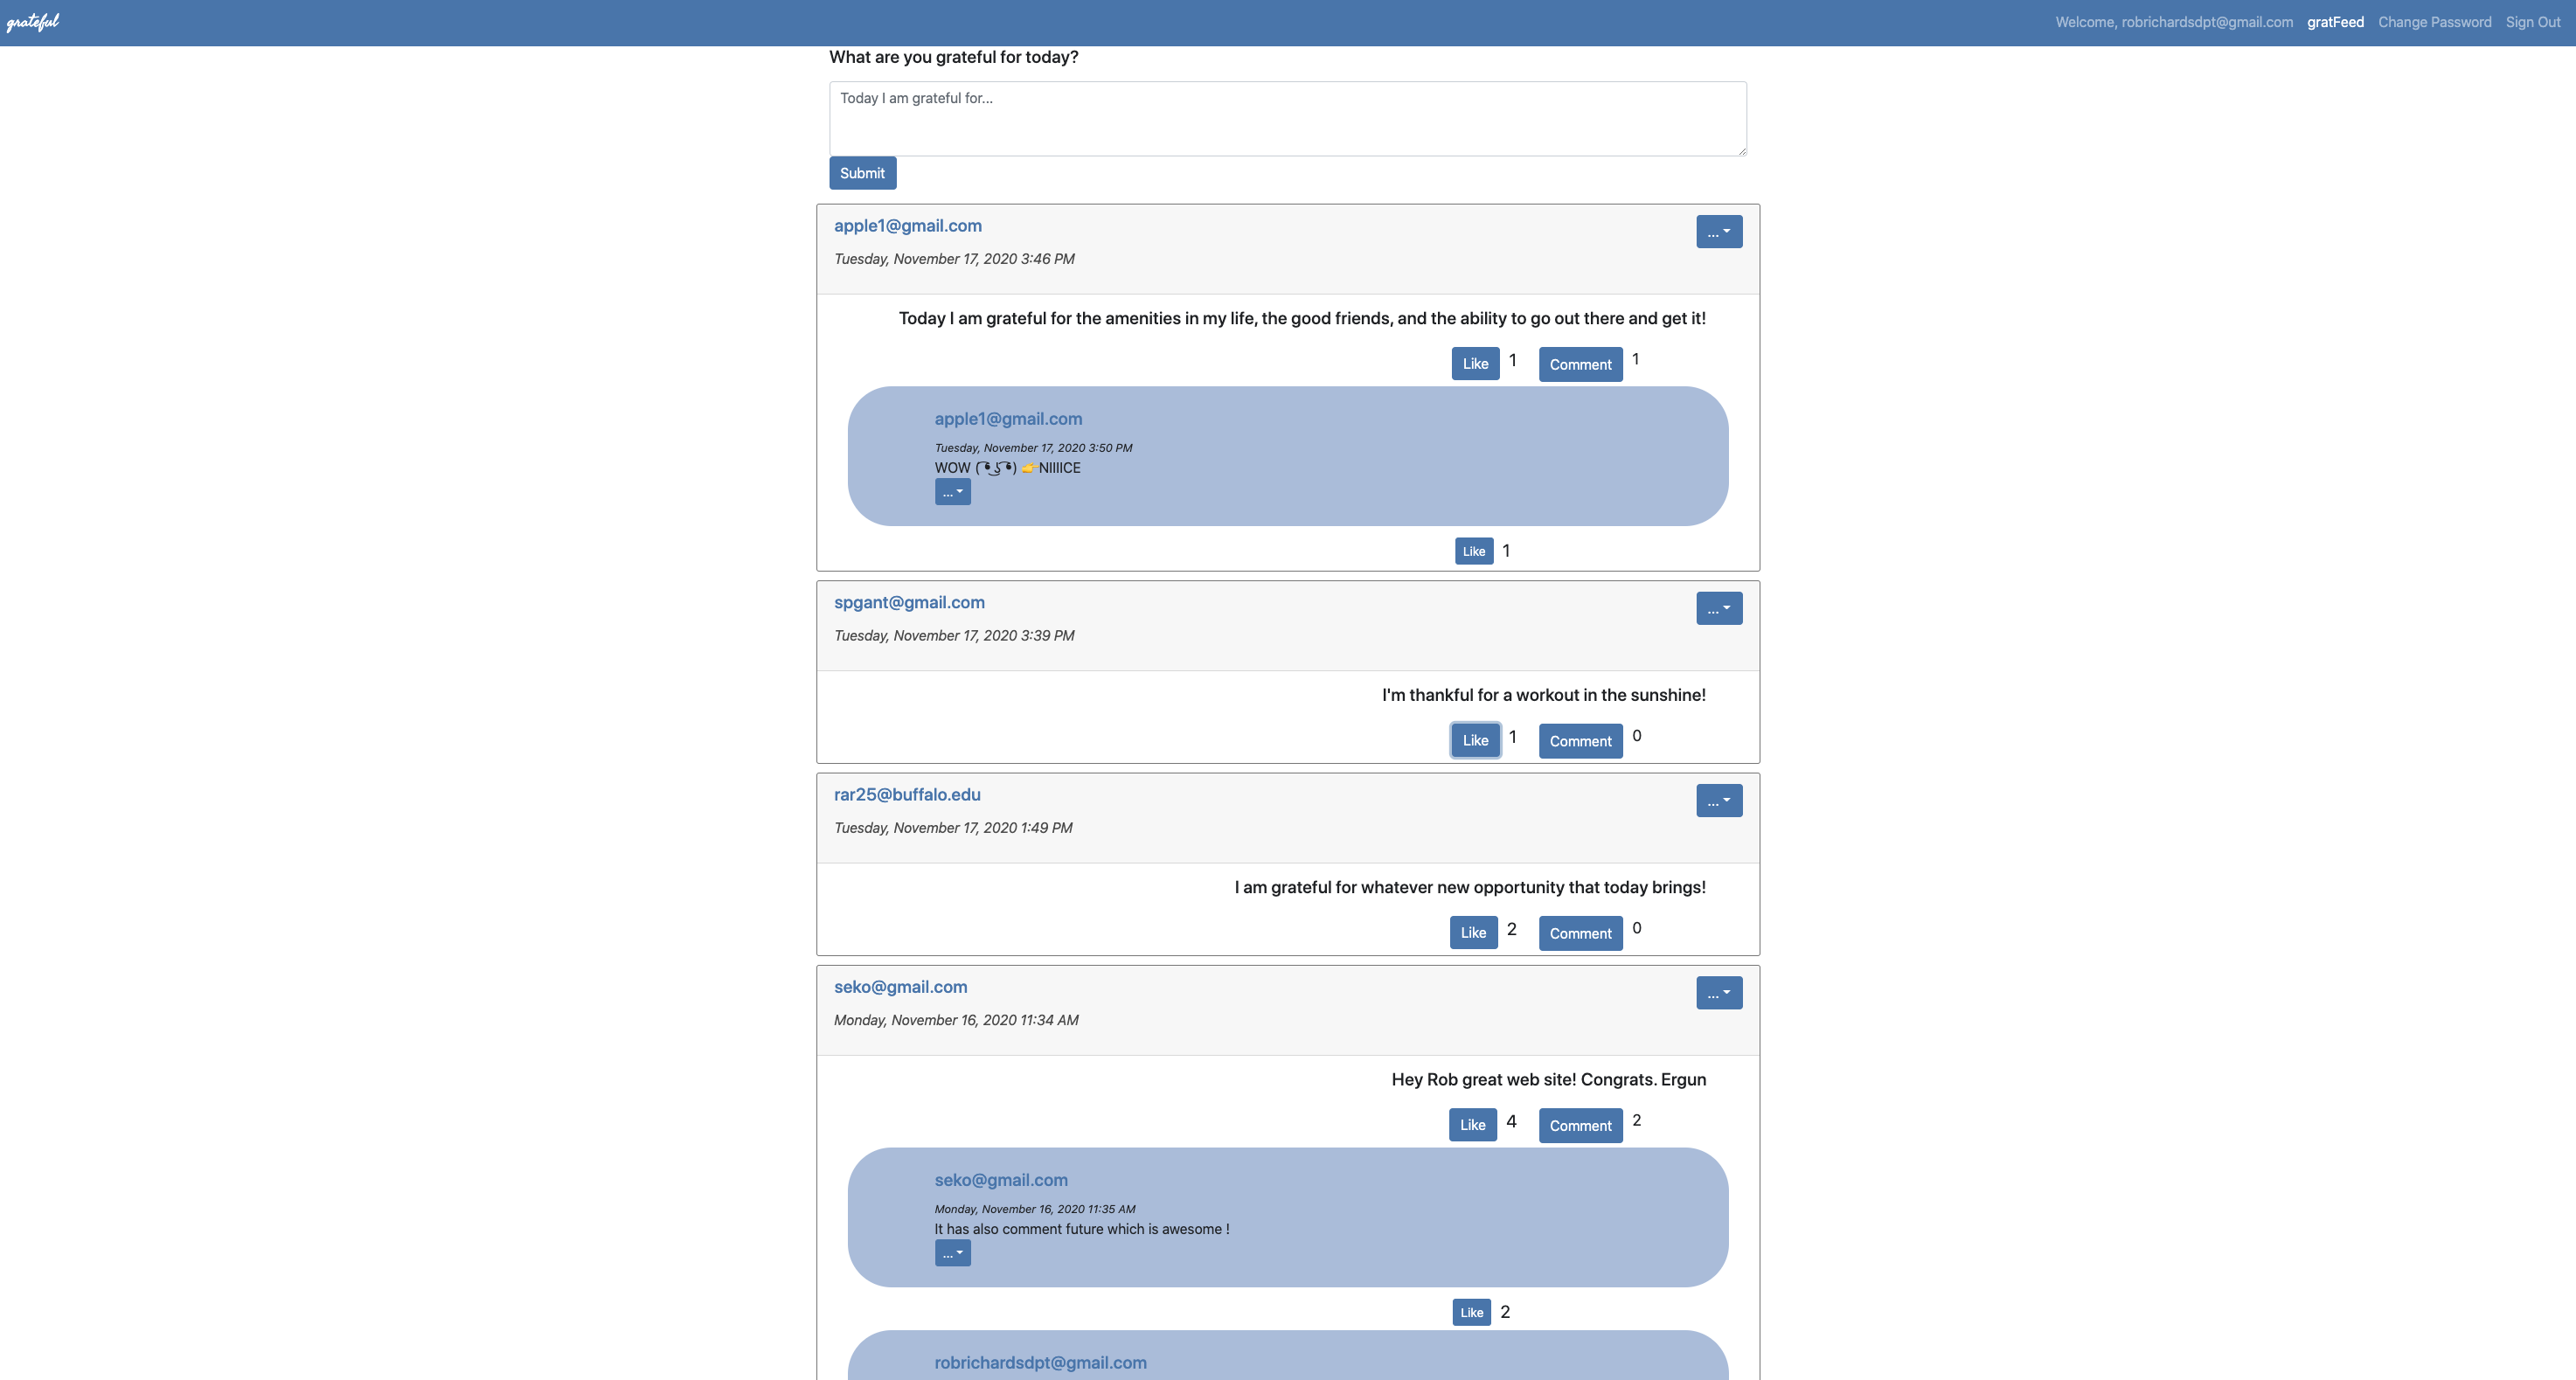 grateful
Welcome, robrichardsdpt@gmail.com gratFeed Change Password Sign Out
What are you grateful for today?
Today I am grateful for...
Submit
apple1@gmail.com
...
Tuesday, November 17, 2020 3:46 PM
Today I am grateful for the amenities in my life, the good friends, and the ability to go out there and get it!
Like 1 Comment 1
apple1@gmail.com
Tuesday, November 17, 2020 3:50 PM
WOW ( ͡° ͜ʖ ͡°) 👉NIIIICE
...
Like 1
spgant@gmail.com
...
Tuesday, November 17, 2020 3:39 PM
I'm thankful for a workout in the sunshine!
Like 1 Comment 0
rar25@buffalo.edu
...
Tuesday, November 17, 2020 1:49 PM
I am grateful for whatever new opportunity that today brings!
Like 2 Comment 0
seko@gmail.com
...
Monday, November 16, 2020 11:34 AM
Hey Rob great web site! Congrats. Ergun
Like 4 Comment 2
seko@gmail.com
Monday, November 16, 2020 11:35 AM
It has also comment future which is awesome !
...
Like 2
robrichardsdpt@gmail.com